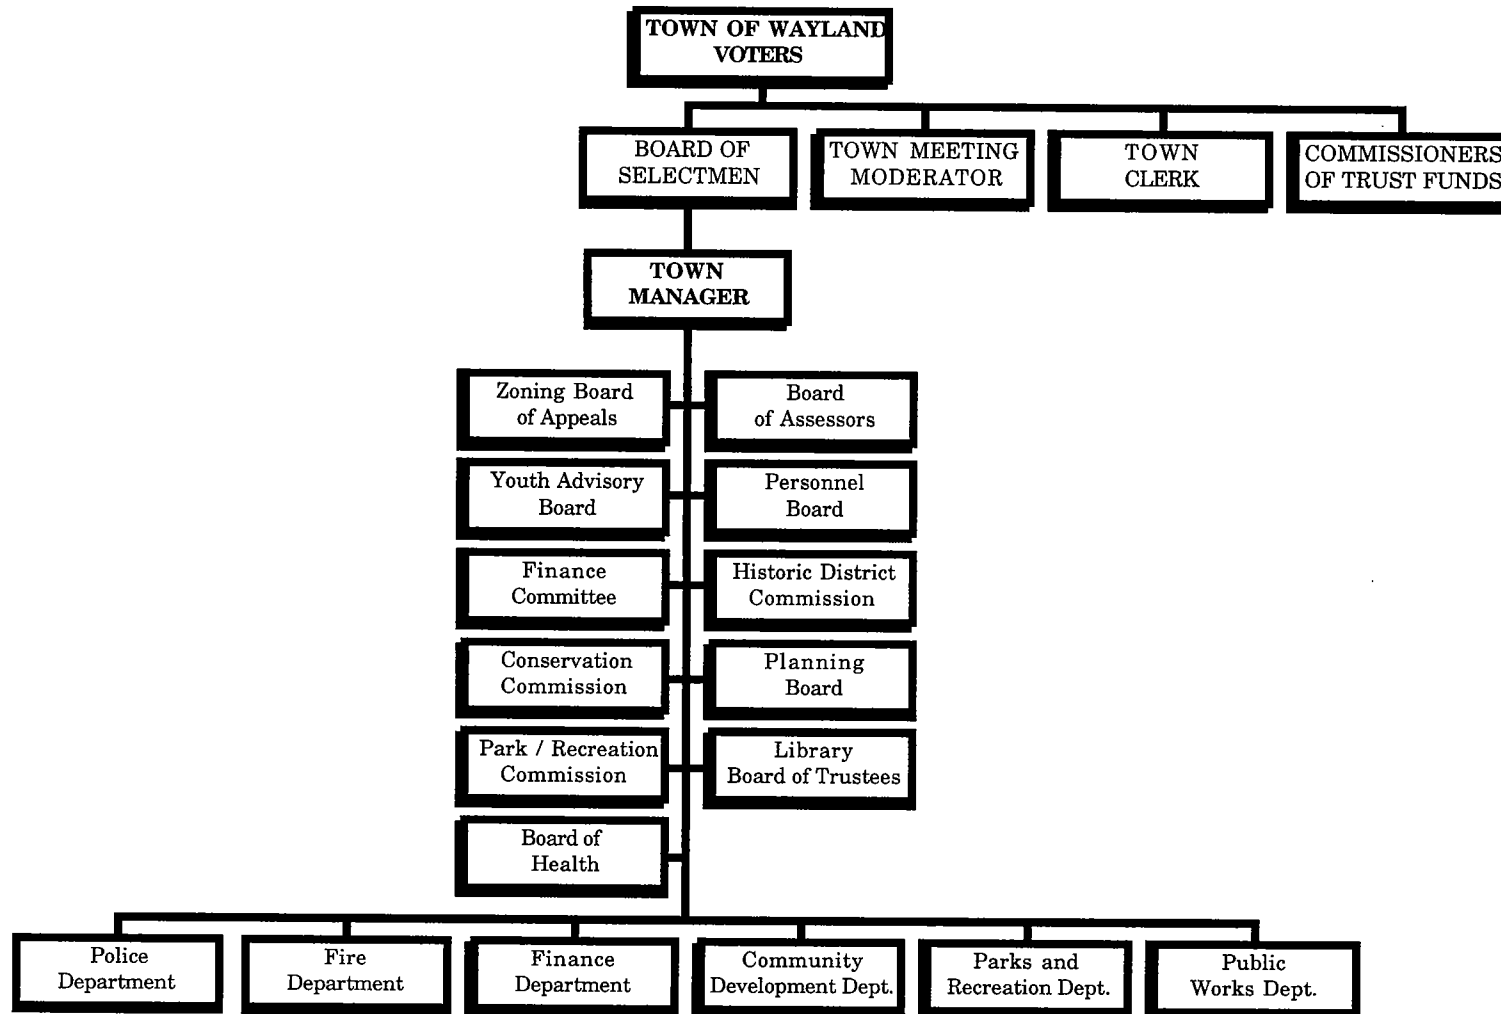 TOWN OF WAYLAND
VOTERS
BOARD OF
SELECTMEN
TOWN MEETING
MODERATOR
TOWN
CLERK
COMMISSIONERS
OF TRUST FUNDS
TOWN
MANAGER
Zoning Board
of Appeals
Board
of Assessors
Youth Advisory
Board
Personnel
Board
Finance
Committee
Historic District
Commission
Conservation
Commission
Planning
Board
Park / Recreation
Commission
Library
Board of Trustees
Board of
Health
Police
Department
Fire
Department
Finance
Department
Community
Development Dept.
Parks and
Recreation Dept.
Public
Works Dept.